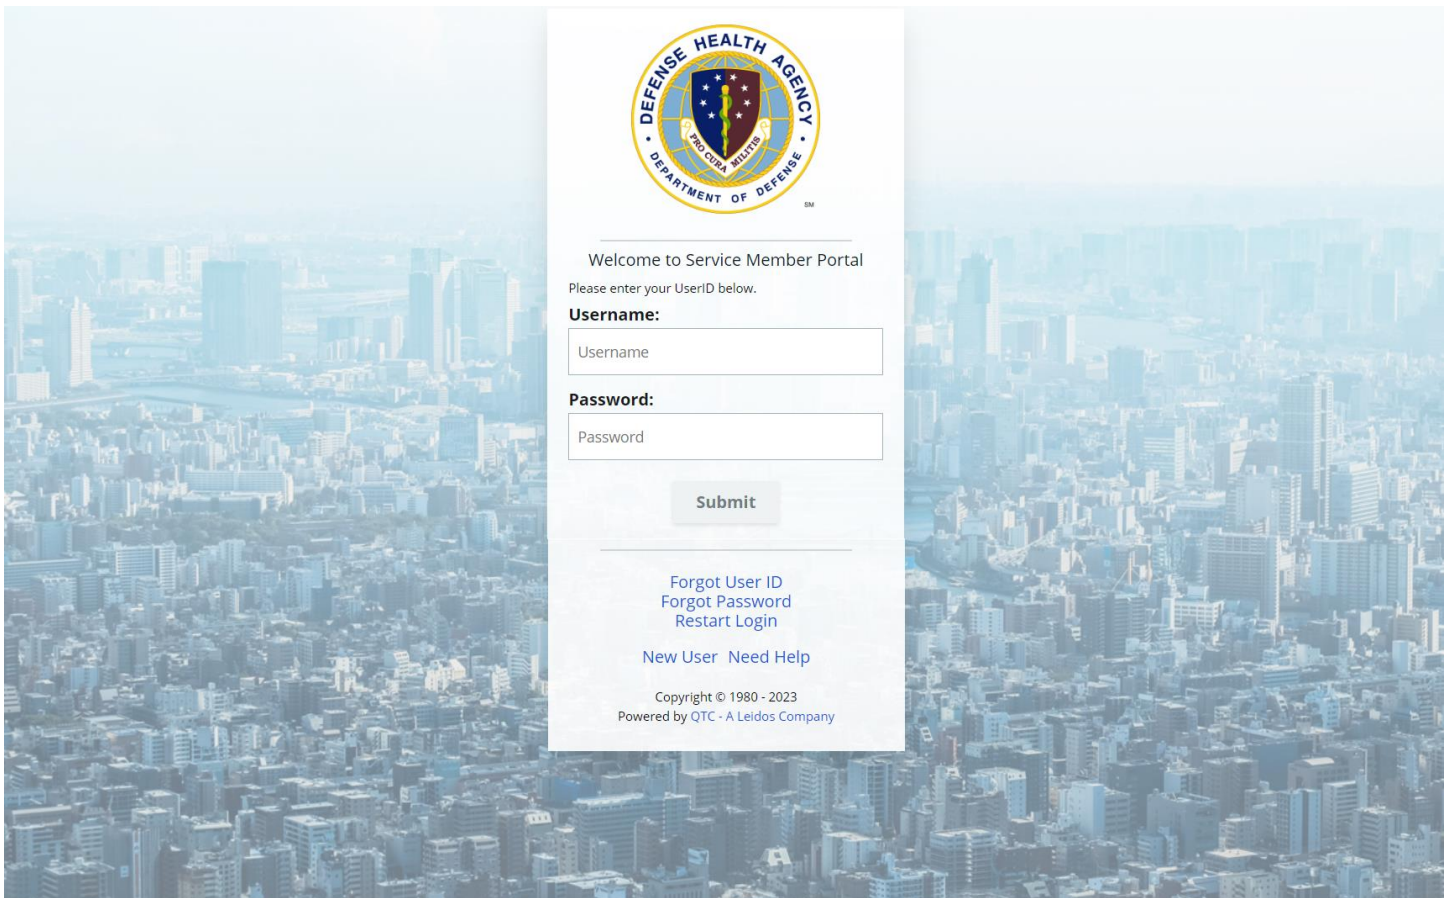 DEFENSE HEALTH AGENCY
PRO CURA MILITIS
DEPARTMENT OF DEFENSE
SM
Welcome to Service Member Portal
Please enter your UserID below.
Username:
Username
Password:
Password
Submit
Forgot User ID
Forgot Password
Restart Login
New User Need Help
Copyright © 1980 - 2023
Powered by QTC - A Leidos Company